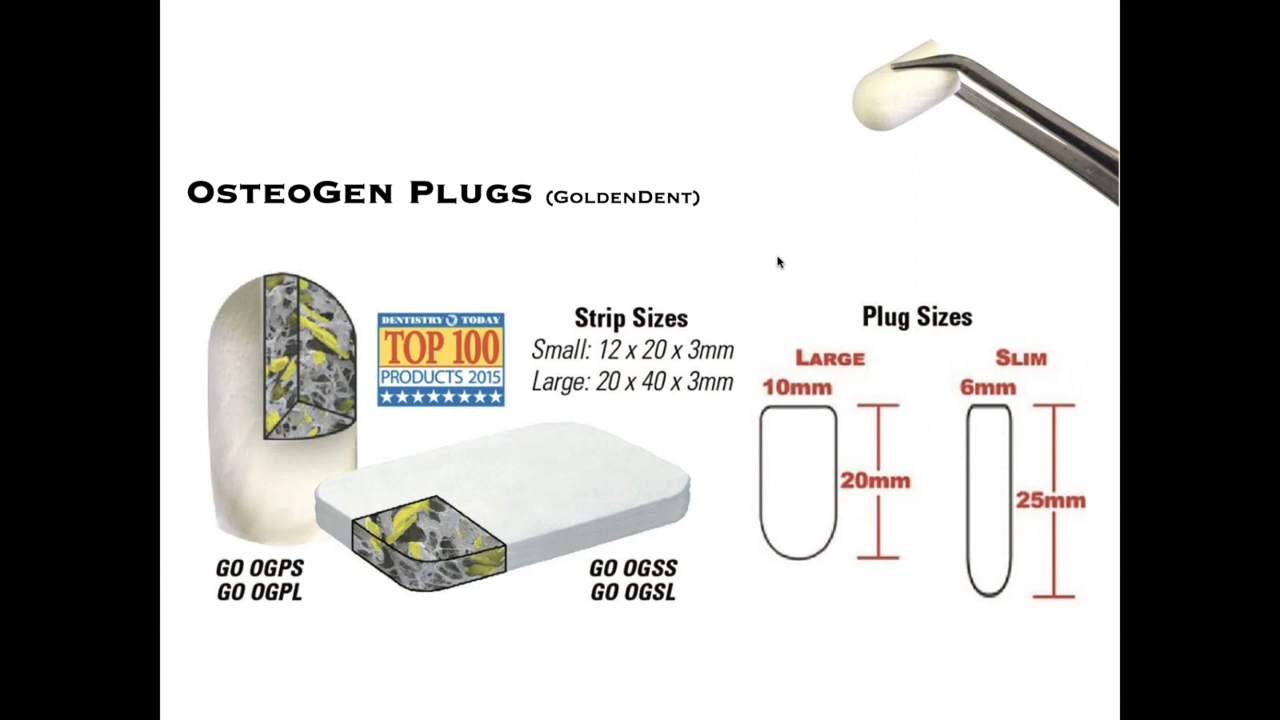 OsteoGen Plugs (GoldenDent)
DENTISTRY TODAY
TOP 100
PRODUCTS 2015
Strip Sizes
Small: 12 x 20 x 3mm
Large: 20 x 40 x 3mm
Plug Sizes
Large
10mm
20mm
Slim
6mm
25mm
GO OGPS
GO OGPL
GO OGSS
GO OGSL